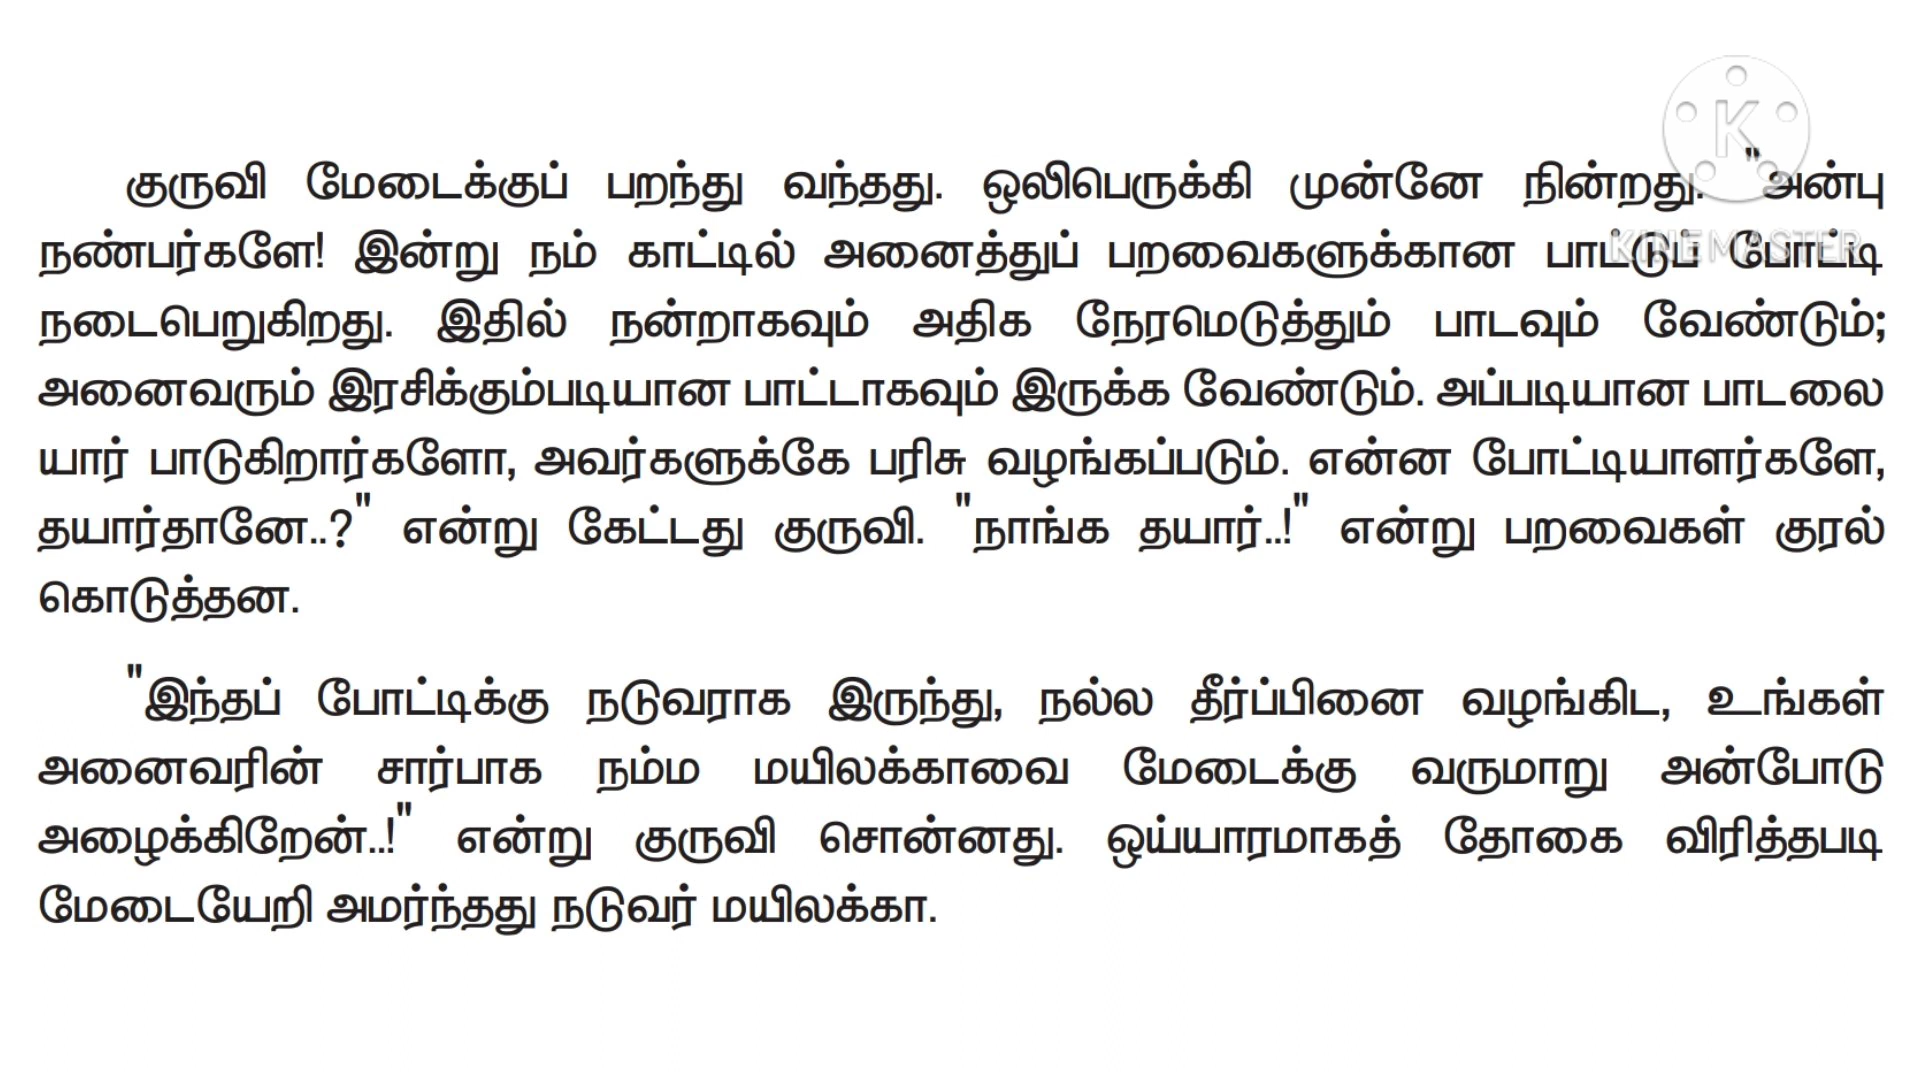 குருவி மேடைக்குப் பறந்து வந்தது. ஒலிபெருக்கி முன்னே நின்றது. "அன்பு
நண்பர்களே! இன்று நம் காட்டில் அனைத்துப் பறவைகளுக்கான பாட்டுப் போட்டி
நடைபெறுகிறது. இதில் நன்றாகவும் அதிக நேரமெடுத்தும் பாடவும் வேண்டும்;
அனைவரும் இரசிக்கும்படியான பாட்டாகவும் இருக்க வேண்டும். அப்படியான பாடலை
யார் பாடுகிறார்களோ, அவர்களுக்கே பரிசு வழங்கப்படும். என்ன போட்டியாளர்களே,
தயார்தானே..?" என்று கேட்டது குருவி. "நாங்க தயார்..!" என்று பறவைகள் குரல்
கொடுத்தன.
"இந்தப் போட்டிக்கு நடுவராக இருந்து, நல்ல தீர்ப்பினை வழங்கிட, உங்கள்
அனைவரின் சார்பாக நம்ம மயிலக்காவை மேடைக்கு வருமாறு அன்போடு
அழைக்கிறேன்..!" என்று குருவி சொன்னது. ஒய்யாரமாகத் தோகை விரித்தபடி
மேடையேறி அமர்ந்தது நடுவர் மயிலக்கா.
K
KINEMASTER